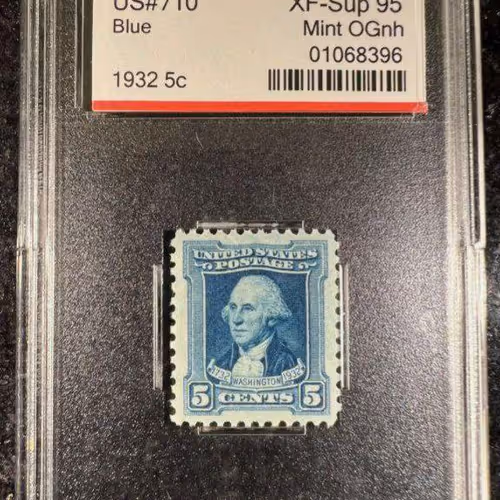 US#710 XF-Sup 95
Blue Mint OGnh
01068396
1932 5c
UNITED STATES
POSTAGE
1732 WASHINGTON 1932
5 CENTS 5